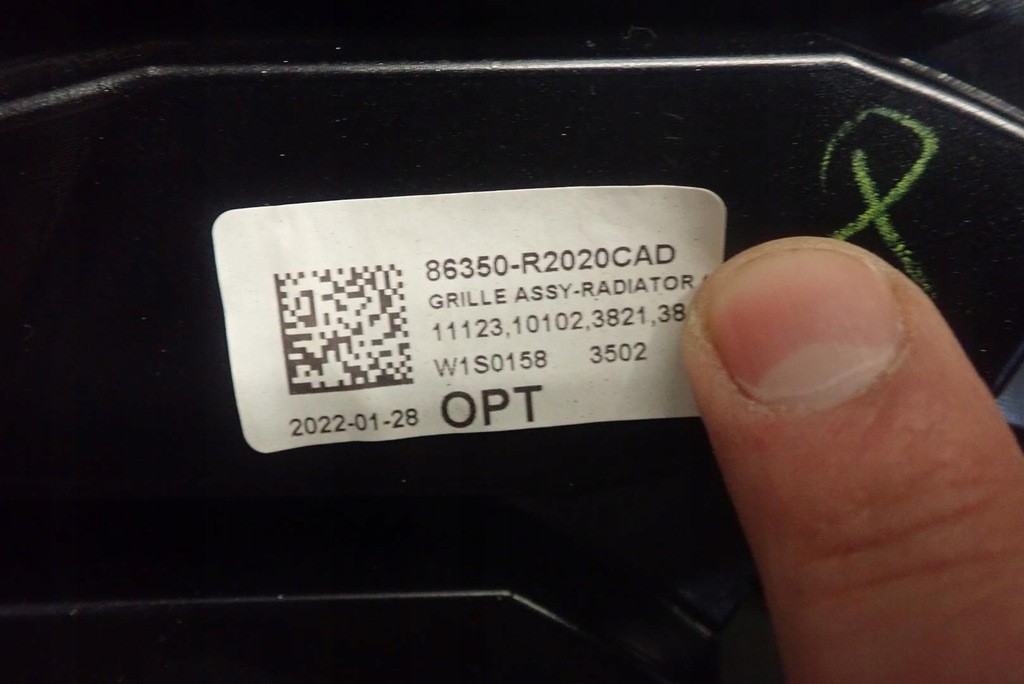 86350-R2020CAD
GRILLE ASSY-RADIATOR
11123,10102,3821,38
W1S0158 3502
2022-01-28 OPT